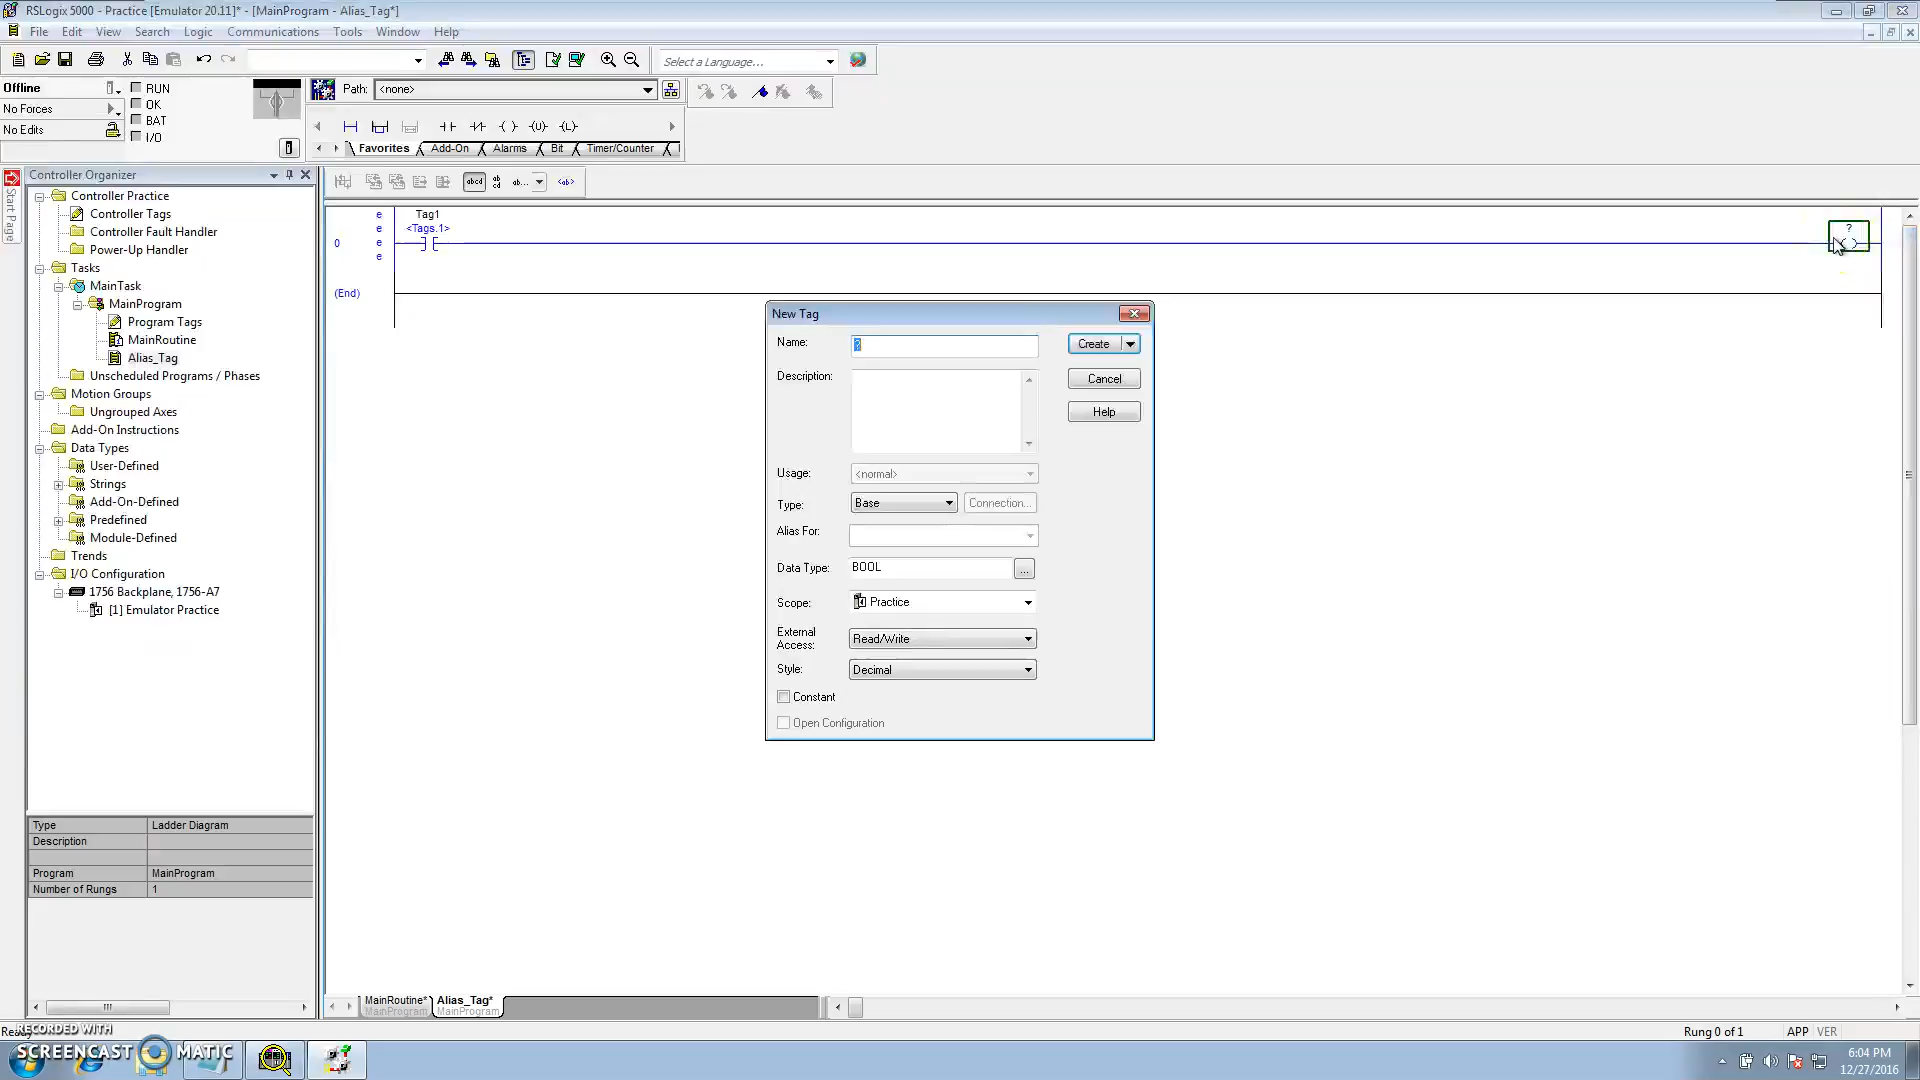 RSLogix 5000 - Practice [Emulator 20.11]* - [MainProgram - Alias_Tag*]
File Edit View Search Logic Communications Tools Window Help
Select a Language...
Offline RUN
No Forces OK
No Edits BAT
I/O
Path: <none>
Favorites Add-On Alarms Bit Timer/Counter
Start Page
Controller Organizer
Controller Practice
Controller Tags
Controller Fault Handler
Power-Up Handler
Tasks
MainTask
MainProgram
Program Tags
MainRoutine
Alias_Tag
Unscheduled Programs / Phases
Motion Groups
Ungrouped Axes
Add-On Instructions
Data Types
User-Defined
Strings
Add-On-Defined
Predefined
Module-Defined
Trends
I/O Configuration
1756 Backplane, 1756-A7
[1] Emulator Practice
Type Ladder Diagram
Description
Program MainProgram
Number of Rungs 1
e Tag1
e <Tags.1> ?
0 e
e
(End)
New Tag
Name: ? Create
Description: Cancel
Help
Usage: <normal>
Type: Base Connection...
Alias For:
Data Type: BOOL ...
Scope: Practice
External Access: Read/Write
Style: Decimal
Constant
Open Configuration
MainRoutine* Alias_Tag*
MainProgram MainProgram
Rung 0 of 1 APP VER
RECORDED WITH
SCREENCAST MATIC
6:04 PM
12/27/2016